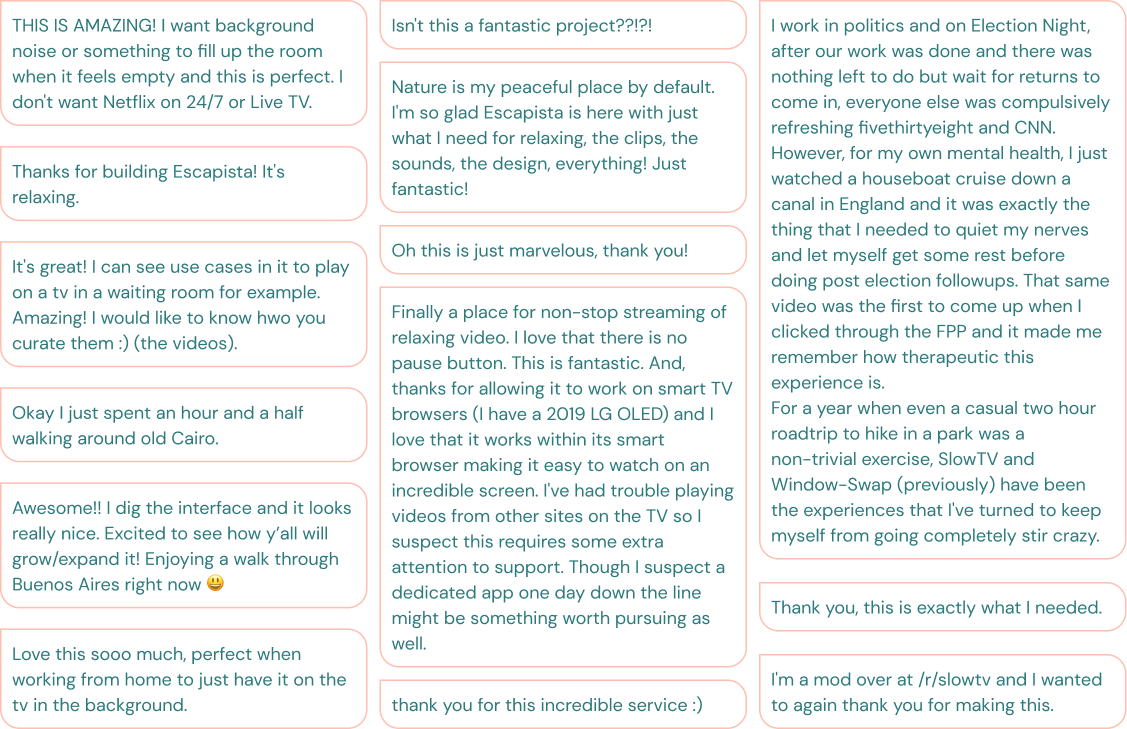 THIS IS AMAZING! I want background
noise or something to fill up the room
when it feels empty and this is perfect. I
don't want Netflix on 24/7 or Live TV.
Thanks for building Escapista! It's
relaxing.
It's great! I can see use cases in it to play
on a tv in a waiting room for example.
Amazing! I would like to know hwo you
curate them :) (the videos).
Okay I just spent an hour and a half
walking around old Cairo.
Awesome!! I dig the interface and it looks
really nice. Excited to see how y’all will
grow/expand it! Enjoying a walk through
Buenos Aires right now 😃
Love this sooo much, perfect when
working from home to just have it on the
tv in the background.
Isn't this a fantastic project??!?!
Nature is my peaceful place by default.
I'm so glad Escapista is here with just
what I need for relaxing, the clips, the
sounds, the design, everything! Just
fantastic!
Oh this is just marvelous, thank you!
Finally a place for non-stop streaming of
relaxing video. I love that there is no
pause button. This is fantastic. And,
thanks for allowing it to work on smart TV
browsers (I have a 2019 LG OLED) and I
love that it works within its smart
browser making it easy to watch on an
incredible screen. I've had trouble playing
videos from other sites on the TV so I
suspect this requires some extra
attention to support. Though I suspect a
dedicated app one day down the line
might be something worth pursuing as
well.
thank you for this incredible service :)
I work in politics and on Election Night,
after our work was done and there was
nothing left to do but wait for returns to
come in, everyone else was compulsively
refreshing fivethirtyeight and CNN.
However, for my own mental health, I just
watched a houseboat cruise down a
canal in England and it was exactly the
thing that I needed to quiet my nerves
and let myself get some rest before
doing post election followups. That same
video was the first to come up when I
clicked through the FPP and it made me
remember how therapeutic this
experience is.
For a year when even a casual two hour
roadtrip to hike in a park was a
non-trivial exercise, SlowTV and
Window-Swap (previously) have been
the experiences that I've turned to keep
myself from going completely stir crazy.
Thank you, this is exactly what I needed.
I'm a mod over at /r/slowtv and I wanted
to again thank you for making this.